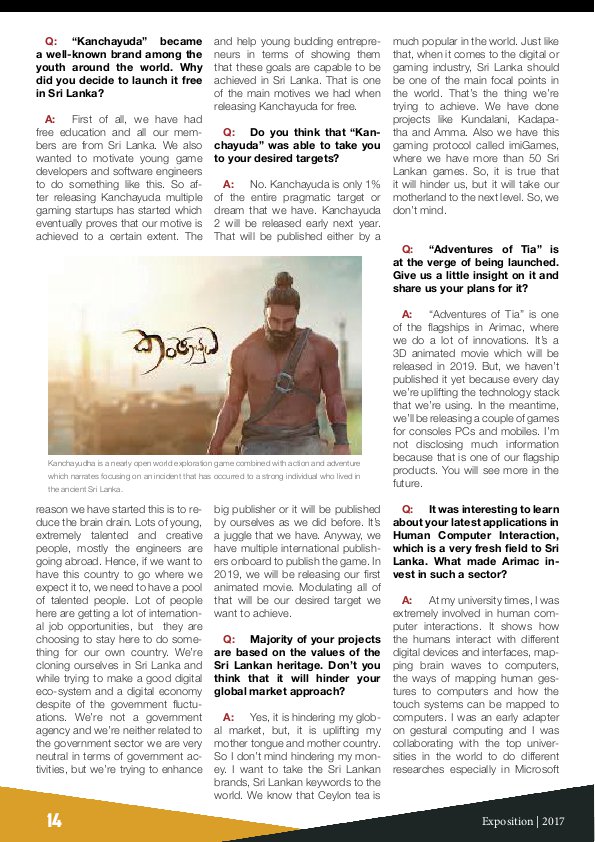 Q: “Kanchayuda” became
a well-known brand among the
youth around the world. Why
did you decide to launch it free
in Sri Lanka?
A: First of all, we have had
free education and all our mem-
bers are from Sri Lanka. We also
wanted to motivate young game
developers and software engineers
to do something like this. So af-
ter releasing Kanchayuda multiple
gaming startups has started which
eventually proves that our motive is
achieved to a certain extent. The
reason we have started this is to re-
duce the brain drain. Lots of young,
extremely talented and creative
people, mostly the engineers are
going abroad. Hence, if we want to
have this country to go where we
expect it to, we need to have a pool
of talented people. Lot of people
here are getting a lot of internation-
al job opportunities, but they are
choosing to stay here to do some-
thing for our own country. We’re
cloning ourselves in Sri Lanka and
while trying to make a good digital
eco-system and a digital economy
despite of the government fluctu-
ations. We’re not a government
agency and we’re neither related to
the government sector we are very
neutral in terms of government ac-
tivities, but we’re trying to enhance
and help young budding entrepre-
neurs in terms of showing them
that these goals are capable to be
achieved in Sri Lanka. That is one
of the main motives we had when
releasing Kanchayuda for free.
Q: Do you think that “Kan-
chayuda” was able to take you
to your desired targets?
A: No. Kanchayuda is only 1%
of the entire pragmatic target or
dream that we have. Kanchayuda
2 will be released early next year.
That will be published either by a
කාංචායුධ
Kanchayudha is a nearly open world exploration game combined with action and adventure
which narrates focusing on an incident that has occurred to a strong individual who lived in
the ancient Sri Lanka.
big publisher or it will be published
by ourselves as we did before. It’s
a juggle that we have. Anyway, we
have multiple international publish-
ers onboard to publish the game. In
2019, we will be releasing our first
animated movie. Modulating all of
that will be our desired target we
want to achieve.
Q: Majority of your projects
are based on the values of the
Sri Lankan heritage. Don’t you
think that it will hinder your
global market approach?
A: Yes, it is hindering my glob-
al market, but, it is uplifting my
mother tongue and mother country.
So I don’t mind hindering my mon-
ey. I want to take the Sri Lankan
brands, Sri Lankan keywords to the
world. We know that Ceylon tea is
much popular in the world. Just like
that, when it comes to the digital or
gaming industry, Sri Lanka should
be one of the main focal points in
the world. That’s the thing we’re
trying to achieve. We have done
projects like Kundalani, Kadapa-
tha and Amma. Also we have this
gaming protocol called imiGames,
where we have more than 50 Sri
Lankan games. So, it is true that
it will hinder us, but it will take our
motherland to the next level. So, we
don’t mind.
Q: “Adventures of Tia” is
at the verge of being launched.
Give us a little insight on it and
share us your plans for it?
A: “Adventures of Tia” is one
of the flagships in Arimac, where
we do a lot of innovations. It’s a
3D animated movie which will be
released in 2019. But, we haven’t
published it yet because every day
we’re uplifting the technology stack
that we’re using. In the meantime,
we’ll be releasing a couple of games
for consoles PCs and mobiles. I’m
not disclosing much information
because that is one of our flagship
products. You will see more in the
future.
Q: It was interesting to learn
about your latest applications in
Human Computer Interaction,
which is a very fresh field to Sri
Lanka. What made Arimac in-
vest in such a sector?
A: At my university times, I was
extremely involved in human com-
puter interactions. It shows how
the humans interact with different
digital devices and interfaces, map-
ping brain waves to computers,
the ways of mapping human ges-
tures to computers and how the
touch systems can be mapped to
computers. I was an early adapter
on gestural computing and I was
collaborating with the top univer-
sities in the world to do different
researches especially in Microsoft
14
Exposition | 2017